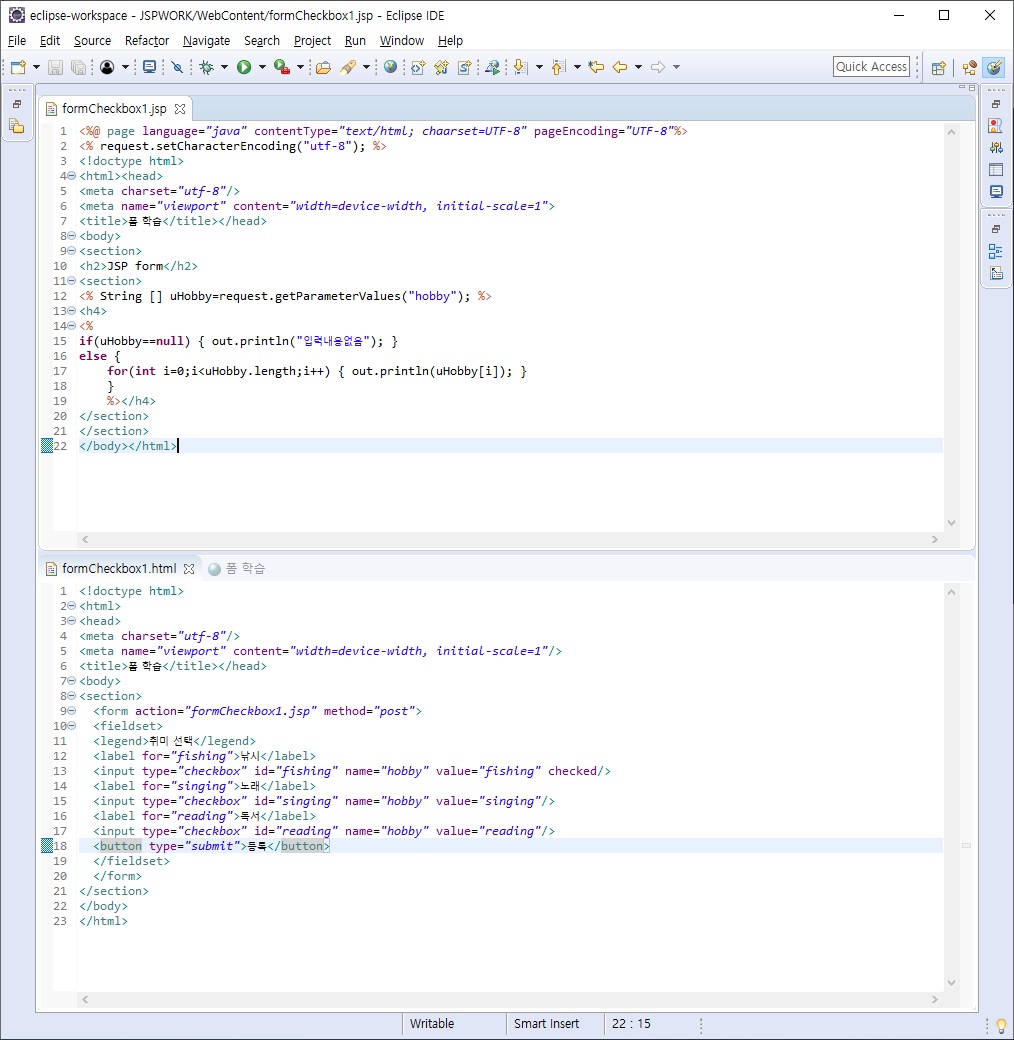 eclipse-workspace - JSPWORK/WebContent/formCheckbox1.jsp - Eclipse IDE
File Edit Source Refactor Navigate Search Project Run Window Help
Quick Access
formCheckbox1.jsp
1 <%@ page language="java" contentType="text/html; chaarset=UTF-8" pageEncoding="UTF-8"%>
2 <% request.setCharacterEncoding("utf-8"); %>
3 <!doctype html>
4 <html><head>
5 <meta charset="utf-8"/>
6 <meta name="viewport" content="width=device-width, initial-scale=1">
7 <title>폼 학습</title></head>
8 <body>
9 <section>
10 <h2>JSP form</h2>
11 <section>
12 <% String [] uHobby=request.getParameterValues("hobby"); %>
13 <h4>
14 <%
15 if(uHobby==null) { out.println("입력내용없음"); }
16 else {
17 for(int i=0;i<uHobby.length;i++) { out.println(uHobby[i]); }
18 }
19 %></h4>
20 </section>
21 </section>
22 </body></html>
formCheckbox1.html 폼 학습
1 <!doctype html>
2 <html>
3 <head>
4 <meta charset="utf-8"/>
5 <meta name="viewport" content="width=device-width, initial-scale=1"/>
6 <title>폼 학습</title></head>
7 <body>
8 <section>
9 <form action="formCheckbox1.jsp" method="post">
10 <fieldset>
11 <legend>취미 선택</legend>
12 <label for="fishing">낚시</label>
13 <input type="checkbox" id="fishing" name="hobby" value="fishing" checked/>
14 <label for="singing">노래</label>
15 <input type="checkbox" id="singing" name="hobby" value="singing"/>
16 <label for="reading">독서</label>
17 <input type="checkbox" id="reading" name="hobby" value="reading"/>
18 <button type="submit">등록</button>
19 </fieldset>
20 </form>
21 </section>
22 </body>
23 </html>
Writable Smart Insert 22 : 15